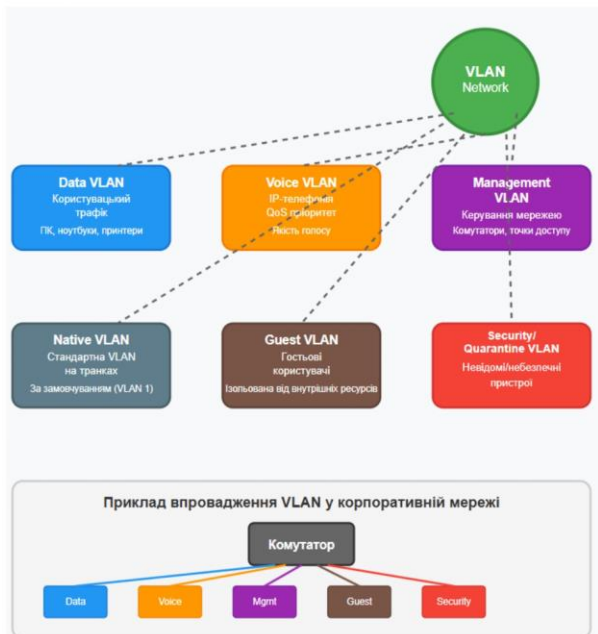 VLAN
Network
Data VLAN
Користувацький
трафік
ПК, ноутбуки, принтери
Voice VLAN
IP-телефонія
QoS пріоритет
Якість голосу
Management
VLAN
Керування мережею
Комутатори, точки доступу
Native VLAN
Стандартна VLAN
на транках
За замовчуванням (VLAN 1)
Guest VLAN
Гостьові
користувачі
Ізольована від внутрішніх ресурсів
Security/
Quarantine VLAN
Невідомі/небезпечні
пристрої
Приклад впровадження VLAN у корпоративній мережі
Комутатор
Data
Voice
Mgmt
Guest
Security